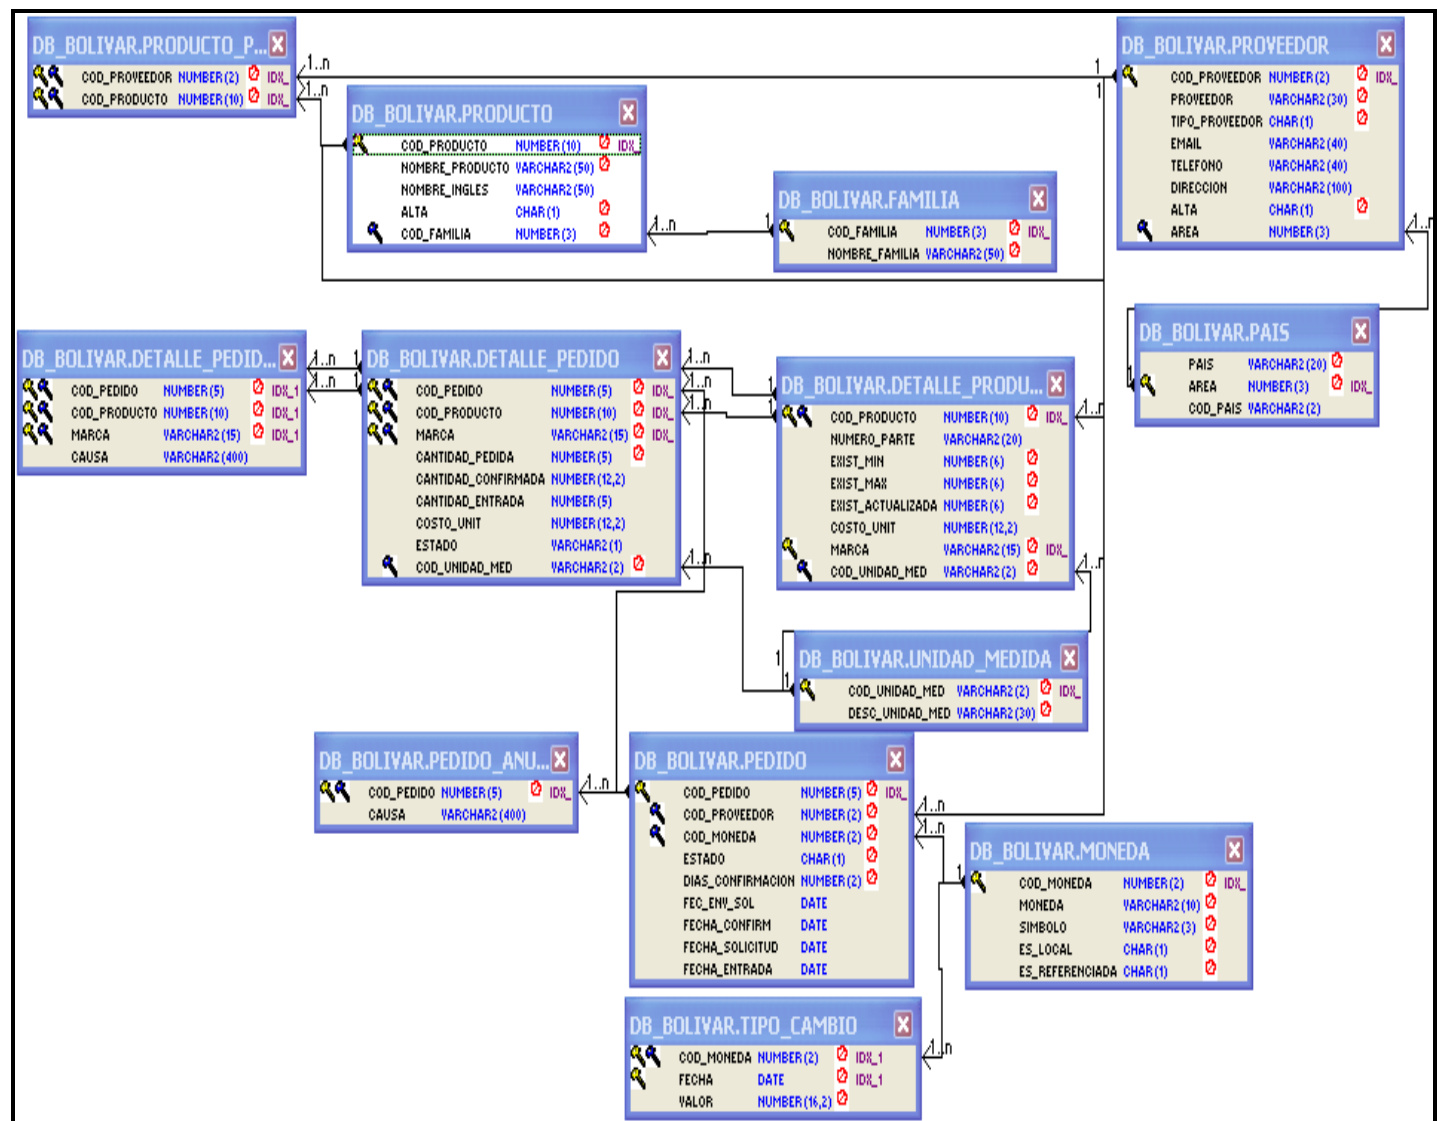 DB_BOLIVAR.PRODUCTO_P...
COD_PROVEEDOR NUMBER(2) IDX_
COD_PRODUCTO NUMBER(10) IDX_
1..n
1..n
DB_BOLIVAR.PRODUCTO
COD_PRODUCTO NUMBER(10) IDX_
NOMBRE_PRODUCTO VARCHAR2(50)
NOMBRE_INGLES VARCHAR2(50)
ALTA CHAR(1)
COD_FAMILIA NUMBER(3)
1..n
1
DB_BOLIVAR.FAMILIA
COD_FAMILIA NUMBER(3) IDX_
NOMBRE_FAMILIA VARCHAR2(50)
1
1
DB_BOLIVAR.PROVEEDOR
COD_PROVEEDOR NUMBER(2) IDX_
PROVEEDOR VARCHAR2(30)
TIPO_PROVEEDOR CHAR(1)
EMAIL VARCHAR2(40)
TELEFONO VARCHAR2(40)
DIRECCION VARCHAR2(100)
ALTA CHAR(1)
AREA NUMBER(3)
1..n
DB_BOLIVAR.PAIS
PAIS VARCHAR2(20)
1 AREA NUMBER(3) IDX_
COD_PAIS VARCHAR2(2)
DB_BOLIVAR.DETALLE_PEDID...
COD_PEDIDO NUMBER(5) IDX_1
COD_PRODUCTO NUMBER(10) IDX_1
MARCA VARCHAR2(15) IDX_1
CAUSA VARCHAR2(400)
1..n 1
1..n 1
DB_BOLIVAR.DETALLE_PEDIDO
COD_PEDIDO NUMBER(5) IDX_
COD_PRODUCTO NUMBER(10) IDX_
MARCA VARCHAR2(15) IDX_
CANTIDAD_PEDIDA NUMBER(5)
CANTIDAD_CONFIRMADA NUMBER(12,2)
CANTIDAD_ENTRADA NUMBER(5)
COSTO_UNIT NUMBER(12,2)
ESTADO VARCHAR2(1)
COD_UNIDAD_MED VARCHAR2(2)
1..n
1..n 1
1..n 1
1..n
DB_BOLIVAR.DETALLE_PRODU...
COD_PRODUCTO NUMBER(10) IDX_
NUMERO_PARTE VARCHAR2(20)
EXIST_MIN NUMBER(6)
EXIST_MAX NUMBER(6)
EXIST_ACTUALIZADA NUMBER(6)
COSTO_UNIT NUMBER(12,2)
MARCA VARCHAR2(15) IDX_
COD_UNIDAD_MED VARCHAR2(2)
1..n
1..n
1
1
DB_BOLIVAR.UNIDAD_MEDIDA
COD_UNIDAD_MED VARCHAR2(2) IDX_
DESC_UNIDAD_MED VARCHAR2(30)
DB_BOLIVAR.PEDIDO_ANU...
COD_PEDIDO NUMBER(5) IDX_
CAUSA VARCHAR2(400)
1..n 1
DB_BOLIVAR.PEDIDO
COD_PEDIDO NUMBER(5) IDX_
COD_PROVEEDOR NUMBER(2)
COD_MONEDA NUMBER(2)
ESTADO CHAR(1)
DIAS_CONFIRMACION NUMBER(2)
FEC_ENV_SOL DATE
FECHA_CONFIRM DATE
FECHA_SOLICITUD DATE
FECHA_ENTRADA DATE
1..n
1..n
1
1
DB_BOLIVAR.MONEDA
COD_MONEDA NUMBER(2) IDX_
MONEDA VARCHAR2(10)
SIMBOLO VARCHAR2(3)
ES_LOCAL CHAR(1)
ES_REFERENCIADA CHAR(1)
DB_BOLIVAR.TIPO_CAMBIO
COD_MONEDA NUMBER(2) IDX_1
FECHA DATE IDX_1
VALOR NUMBER(16,2)
1..n